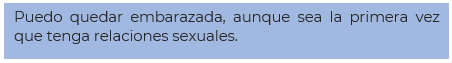 Puedo quedar embarazada, aunque sea la primera vez
que tenga relaciones sexuales.